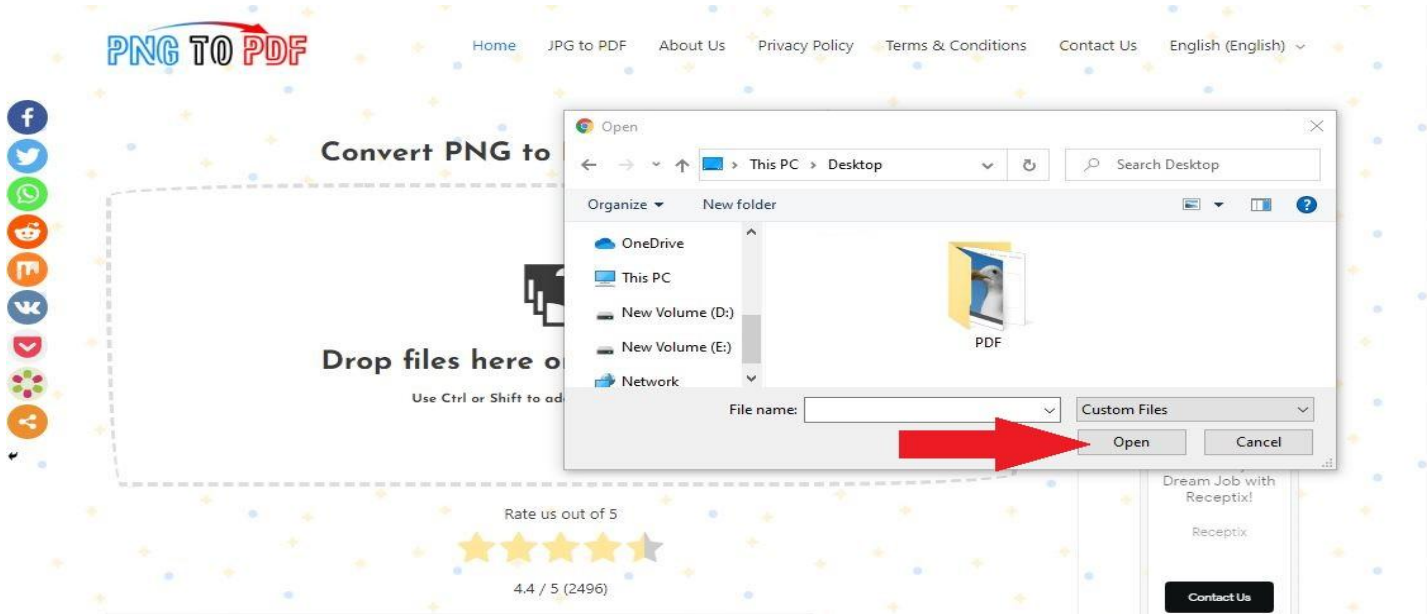 PNG TO PDF
Home JPG to PDF About Us Privacy Policy Terms & Conditions Contact Us English (English)
Convert PNG to
Drop files here o
Use Ctrl or Shift to ad
Open
This PC > Desktop
Search Desktop
Organize
New folder
OneDrive
This PC
New Volume (D:)
New Volume (E:)
Network
PDF
File name:
Custom Files
Open
Cancel
Rate us out of 5
4.4 / 5 (2496)
Dream Job with
Receptix!
Receptix
Contact Us